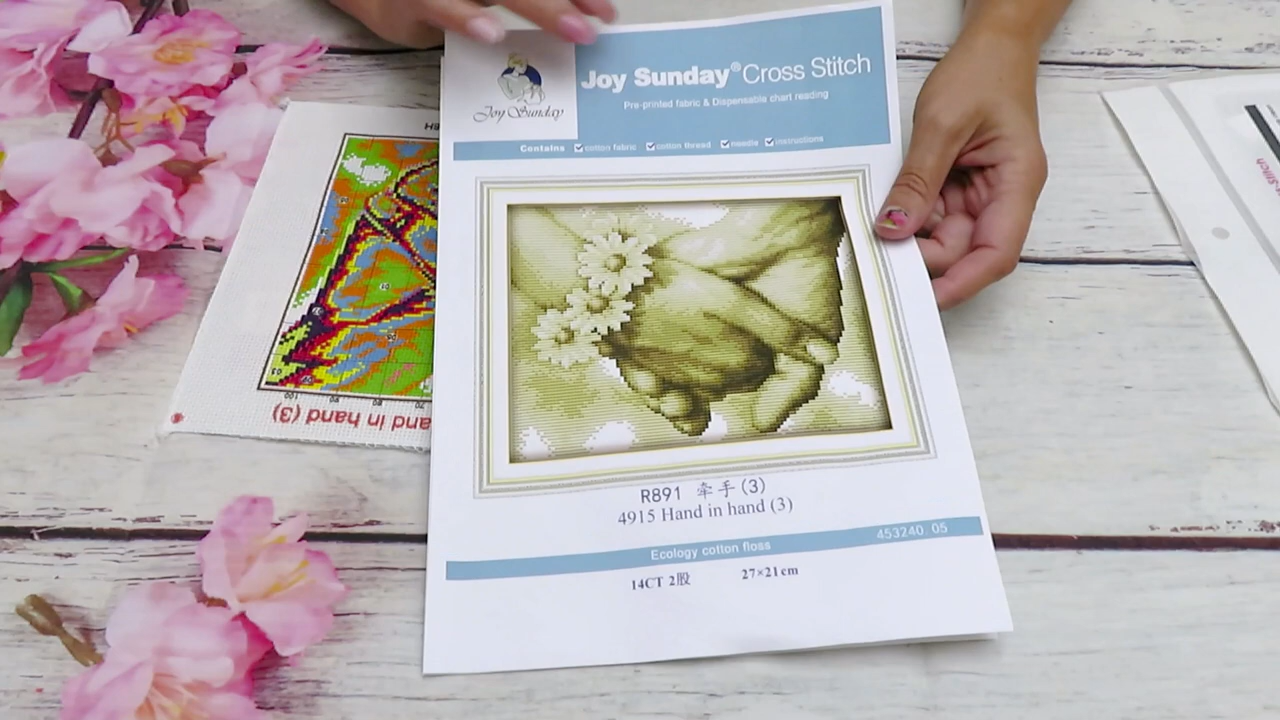 Joy Sunday
Joy Sunday® Cross Stitch
Pre-printed fabric & Dispensable chart reading
Contains cotton fabric cotton thread needle instructions
R891 牵手(3)
4915 Hand in hand (3)
Ecology cotton floss
453240 05
14CT 2股 27×21cm
and in hand (3)
Stitch